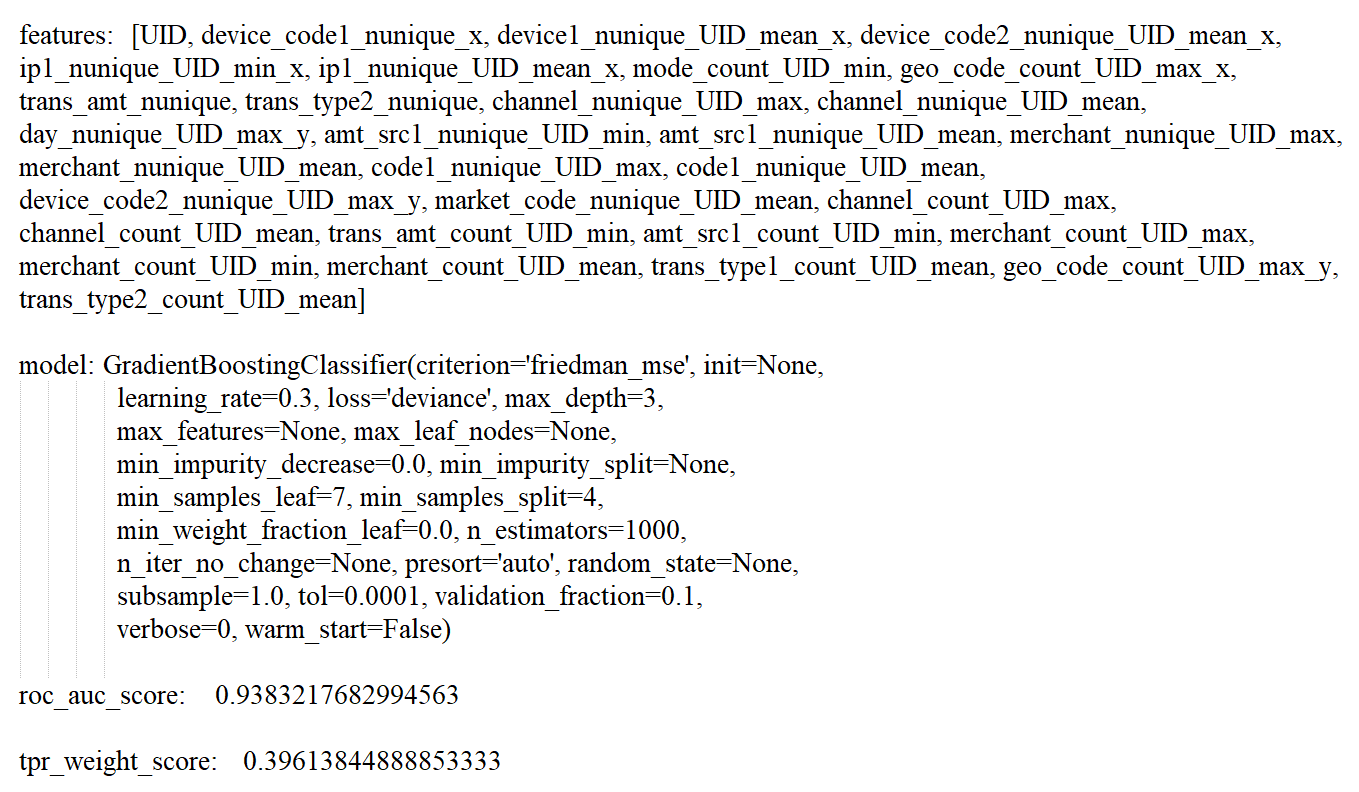 features: [UID, device_code1_nunique_x, device1_nunique_UID_mean_x, device_code2_nunique_UID_mean_x,
ip1_nunique_UID_min_x, ip1_nunique_UID_mean_x, mode_count_UID_min, geo_code_count_UID_max_x,
trans_amt_nunique, trans_type2_nunique, channel_nunique_UID_max, channel_nunique_UID_mean,
day_nunique_UID_max_y, amt_src1_nunique_UID_min, amt_src1_nunique_UID_mean, merchant_nunique_UID_max,
merchant_nunique_UID_mean, code1_nunique_UID_max, code1_nunique_UID_mean,
device_code2_nunique_UID_max_y, market_code_nunique_UID_mean, channel_count_UID_max,
channel_count_UID_mean, trans_amt_count_UID_min, amt_src1_count_UID_min, merchant_count_UID_max,
merchant_count_UID_min, merchant_count_UID_mean, trans_type1_count_UID_mean, geo_code_count_UID_max_y,
trans_type2_count_UID_mean]
model: GradientBoostingClassifier(criterion='friedman_mse', init=None,
learning_rate=0.3, loss='deviance', max_depth=3,
max_features=None, max_leaf_nodes=None,
min_impurity_decrease=0.0, min_impurity_split=None,
min_samples_leaf=7, min_samples_split=4,
min_weight_fraction_leaf=0.0, n_estimators=1000,
n_iter_no_change=None, presort='auto', random_state=None,
subsample=1.0, tol=0.0001, validation_fraction=0.1,
verbose=0, warm_start=False)
roc_auc_score: 0.9383217682994563
tpr_weight_score: 0.39613844888853333